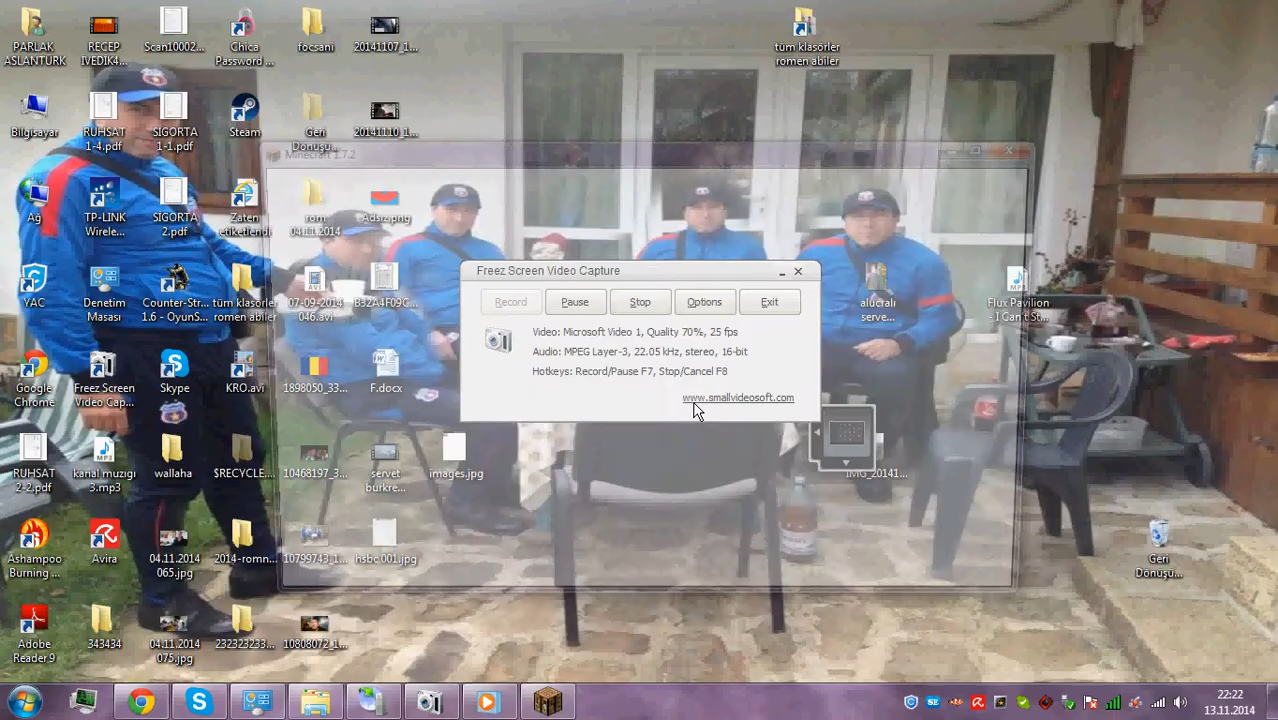 PARLAK
ASLANTÜRK
RECEP
IVEDIK4...
Scan10002...
Chica
Password ...
focsani
20141107_1...
tüm klasörler
romen abiler
Bilgisayar
RUHSAT
1-4.pdf
SİGORTA
1-1.pdf
Steam
Geri
Dönüşü...
20141110_1...
Minecraft 1.7.2
Ağ
TP-LINK
Wirele...
SİGORTA
2.pdf
Zaten
etiketlendi
rom
04.11.2014
Adsız.png
YAC
Denetim
Masası
Counter-Str...
1.6 - OyunS...
tüm klasörler
romen abiler
07-09-2014
046.avi
B32A4F09C...
alucralı
serve...
Flux Pavilion
- I Can't St...
Freez Screen Video Capture
Record
Pause
Stop
Options
Exit
Video: Microsoft Video 1, Quality 70%, 25 fps
Audio: MPEG Layer-3, 22.05 kHz, stereo, 16-bit
Hotkeys: Record/Pause F7, Stop/Cancel F8
www.smallvideosoft.com
Google
Chrome
Freez Screen
Video Cap...
Skype
KRO.avi
1898050_33...
F.docx
RUHSAT
2-2.pdf
kanal muzıgı
3.mp3
wallaha
$RECYCLE....
10468197_3...
servet
burkre...
images.jpg
IMG_20141...
Ashampoo
Burning ...
Avira
04.11.2014
065.jpg
2014-romn...
10799743_1...
hsbc 001.jpg
Geri
Dönüşü...
Adobe
Reader 9
343434
04.11.2014
075.jpg
232323233...
10808072_1...
22:22
13.11.2014